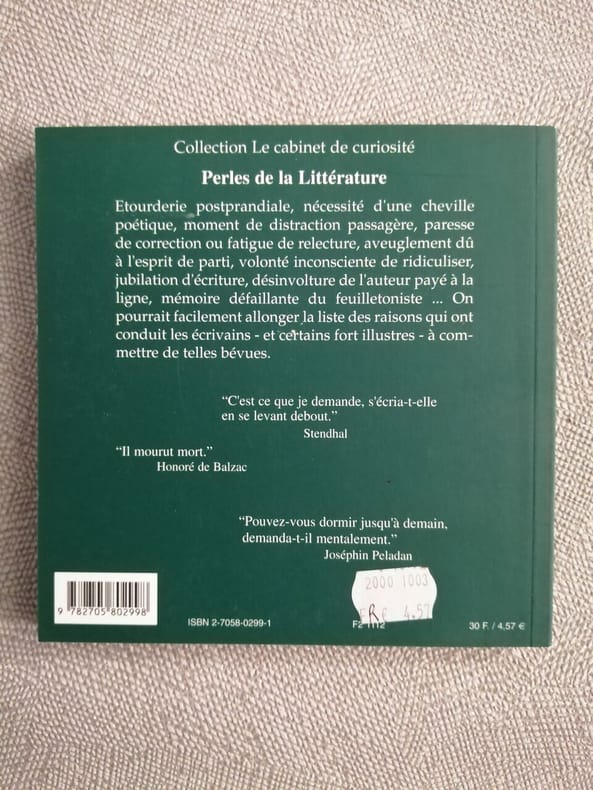 Collection Le cabinet de curiosité
Perles de la Littérature
Etourderie postprandiale, nécessité d'une cheville
poétique, moment de distraction passagère, paresse
de correction ou fatigue de relecture, aveuglement dû
à l'esprit de parti, volonté inconsciente de ridiculiser,
jubilation d'écriture, désinvolture de l'auteur payé à la
ligne, mémoire défaillante du feuilletoniste ... On
pourrait facilement allonger la liste des raisons qui ont
conduit les écrivains - et certains fort illustres - à com-
mettre de telles bévues.
“C'est ce que je demande, s'écria-t-elle
en se levant debout.”
Stendhal
“Il mourut mort.”
Honoré de Balzac
“Pouvez-vous dormir jusqu'à demain,
demanda-t-il mentalement.”
Joséphin Peladan
2000 1003
4.57
9 782705 802998
ISBN 2-7058-0299-1
F2 1112
30 F. / 4,57 €